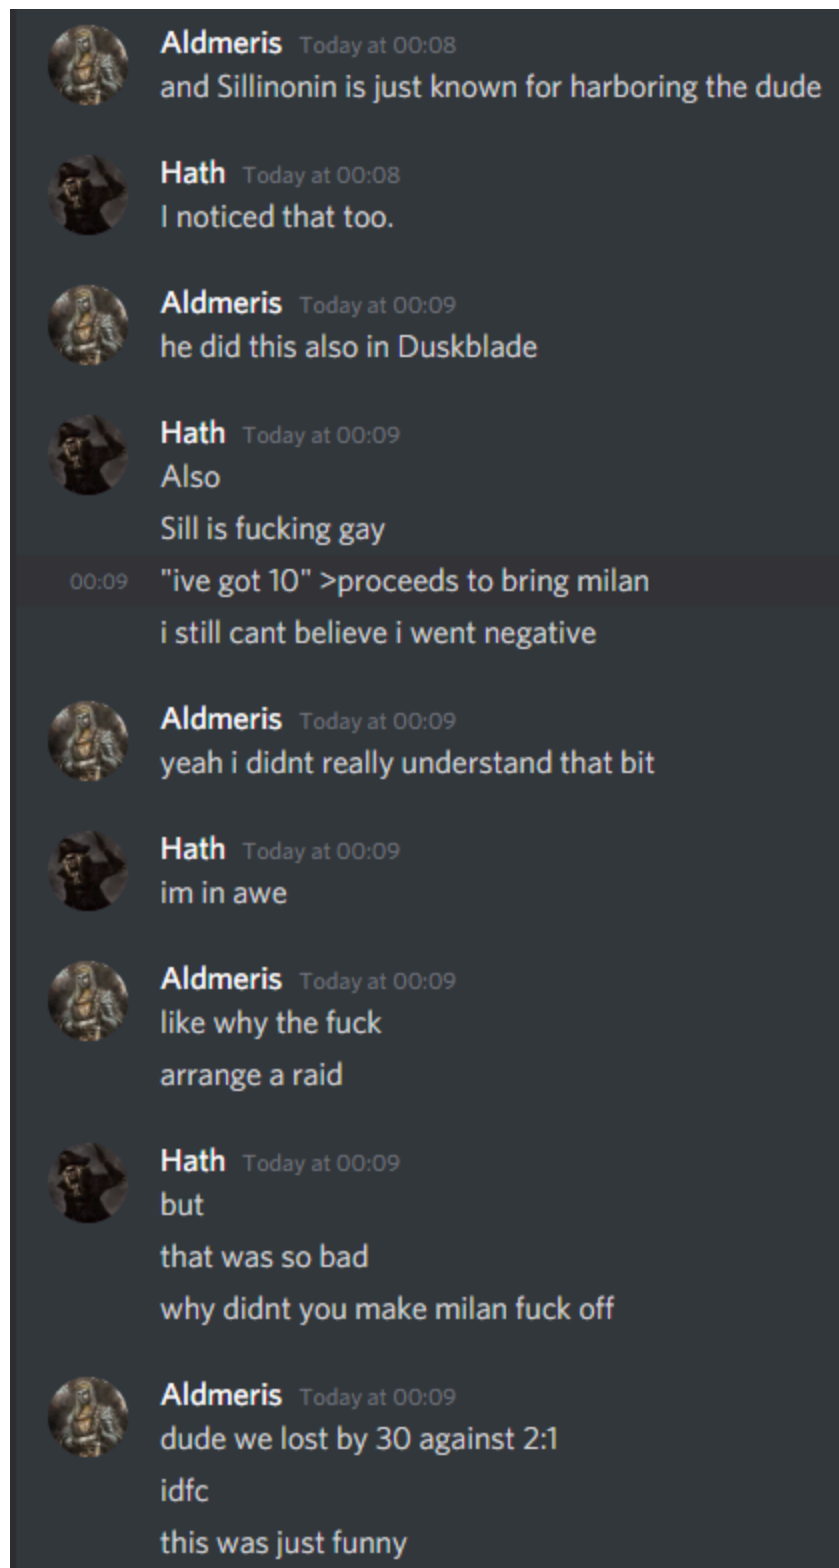 Aldmeris Today at 00:08
and Sillinonin is just known for harboring the dude
Hath Today at 00:08
I noticed that too.
Aldmeris Today at 00:09
he did this also in Duskblade
Hath Today at 00:09
Also
Sill is fucking gay
00:09 "ive got 10" >proceeds to bring milan
i still cant believe i went negative
Aldmeris Today at 00:09
yeah i didnt really understand that bit
Hath Today at 00:09
im in awe
Aldmeris Today at 00:09
like why the fuck
arrange a raid
Hath Today at 00:09
but
that was so bad
why didnt you make milan fuck off
Aldmeris Today at 00:09
dude we lost by 30 against 2:1
idfc
this was just funny